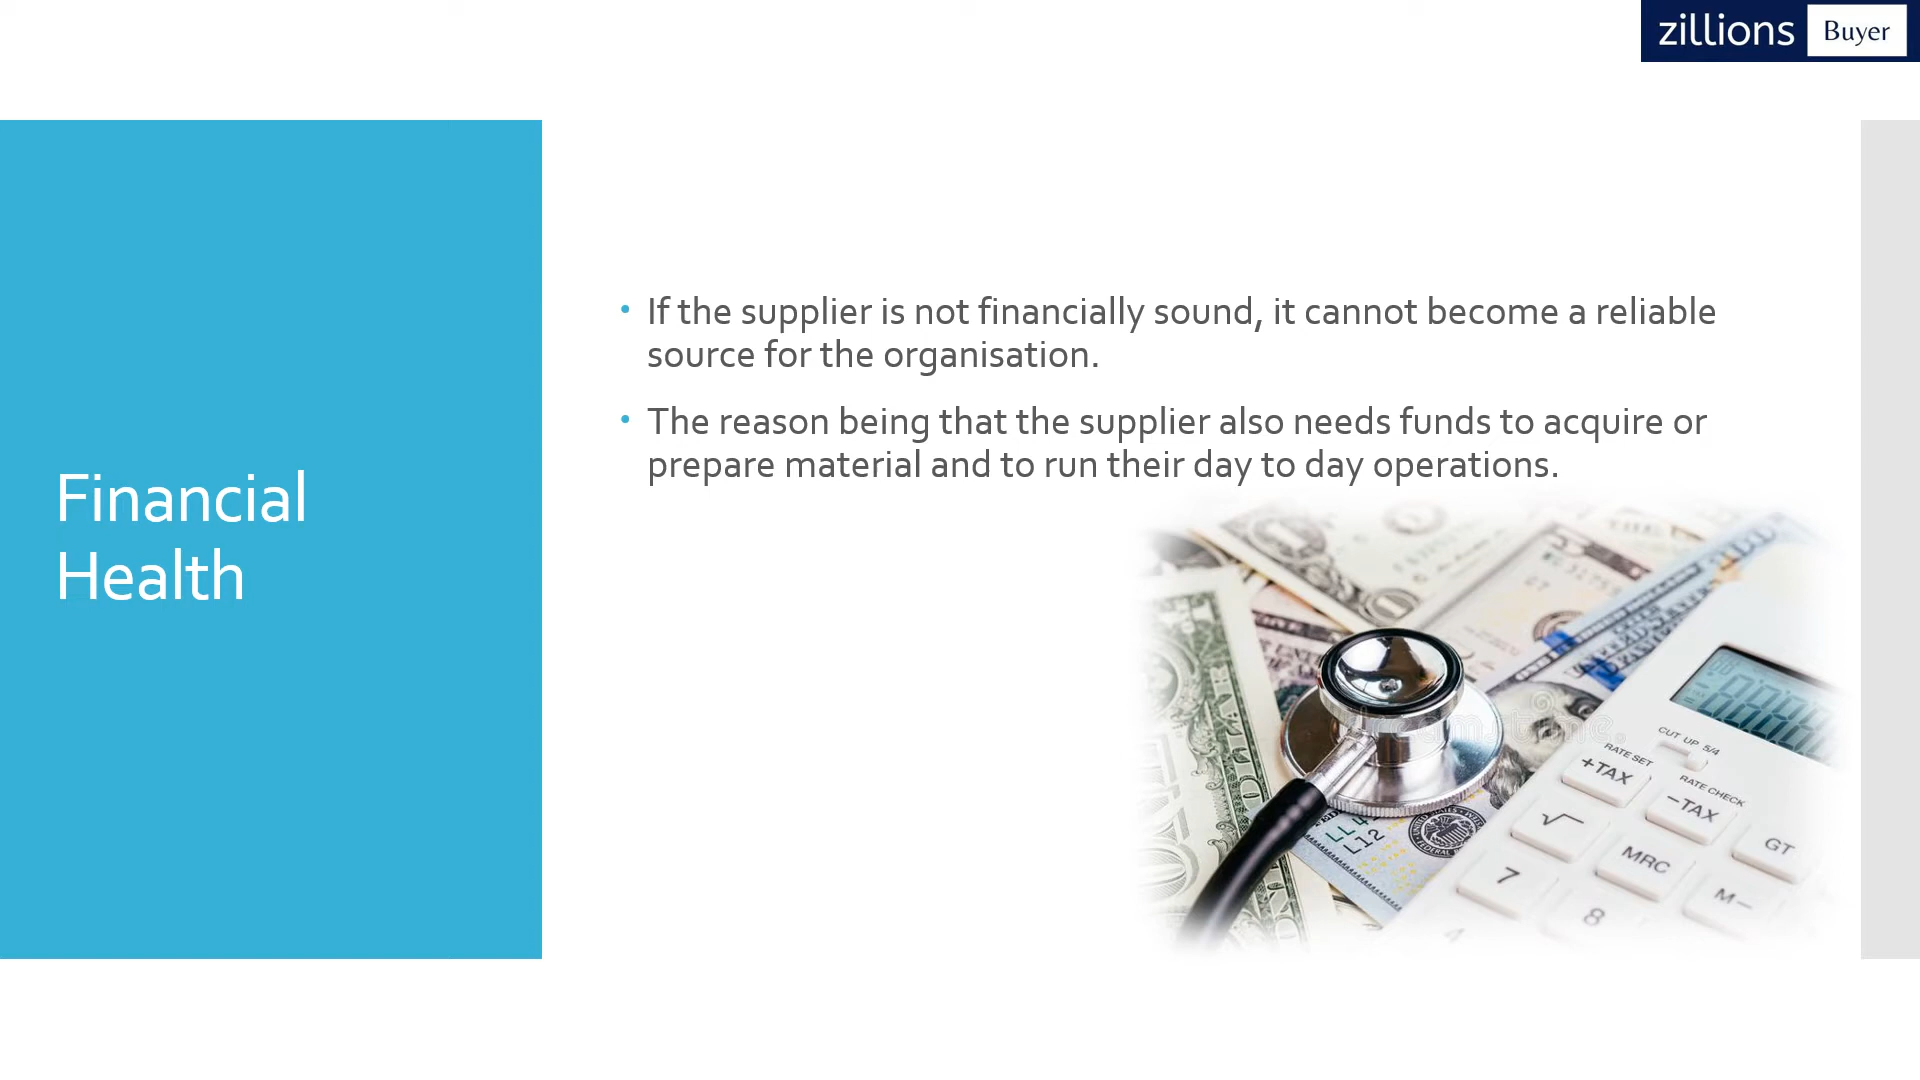 zillions Buyer
Financial
Health
If the supplier is not financially sound, it cannot become a reliable
source for the organisation.
The reason being that the supplier also needs funds to acquire or
prepare material and to run their day to day operations.
CUT UP 5/4
RATE SET
+TAX
RATE CHECK
-TAX
√
GT
MRC
7
M-
8
4